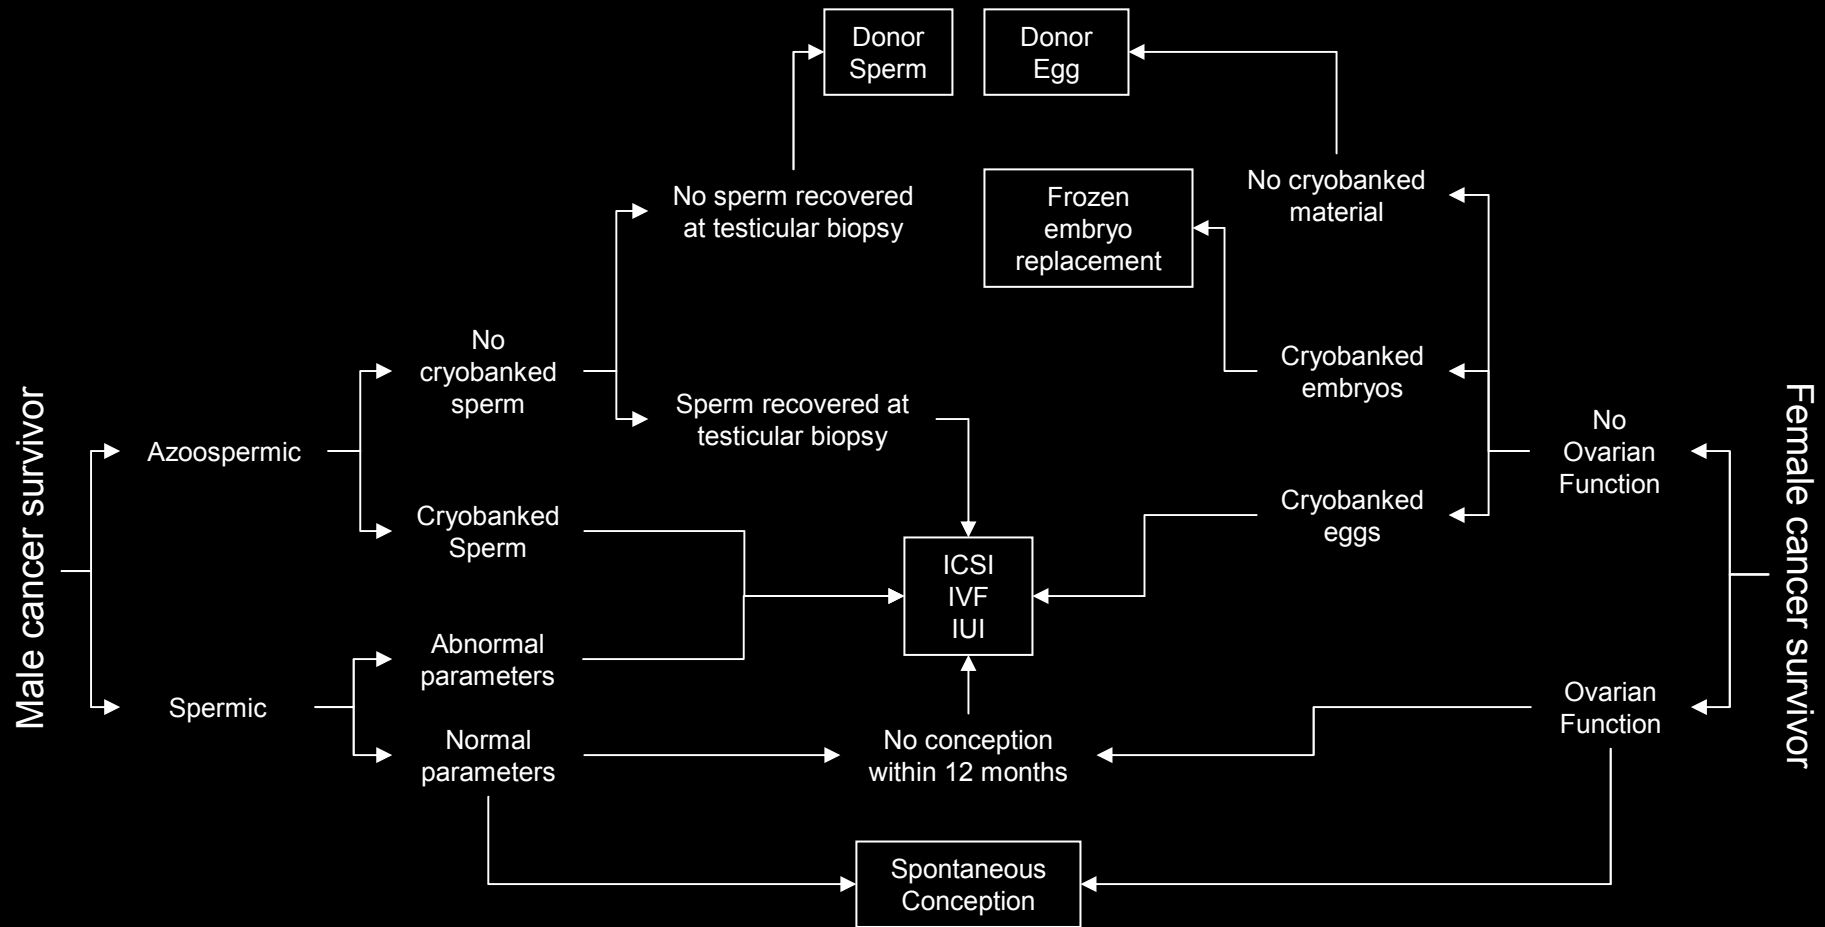 Donor
Sperm
Donor
Egg
No sperm recovered
at testicular biopsy
Frozen
embryo
replacement
No cryobanked
material
No
cryobanked
sperm
Sperm recovered at
testicular biopsy
Cryobanked
embryos
Male cancer survivor
Azoospermic
Cryobanked
Sperm
ICSI
IVF
IUI
Cryobanked
eggs
No
Ovarian
Function
Female cancer survivor
Spermic
Abnormal
parameters
Normal
parameters
No conception
within 12 months
Ovarian
Function
Spontaneous
Conception